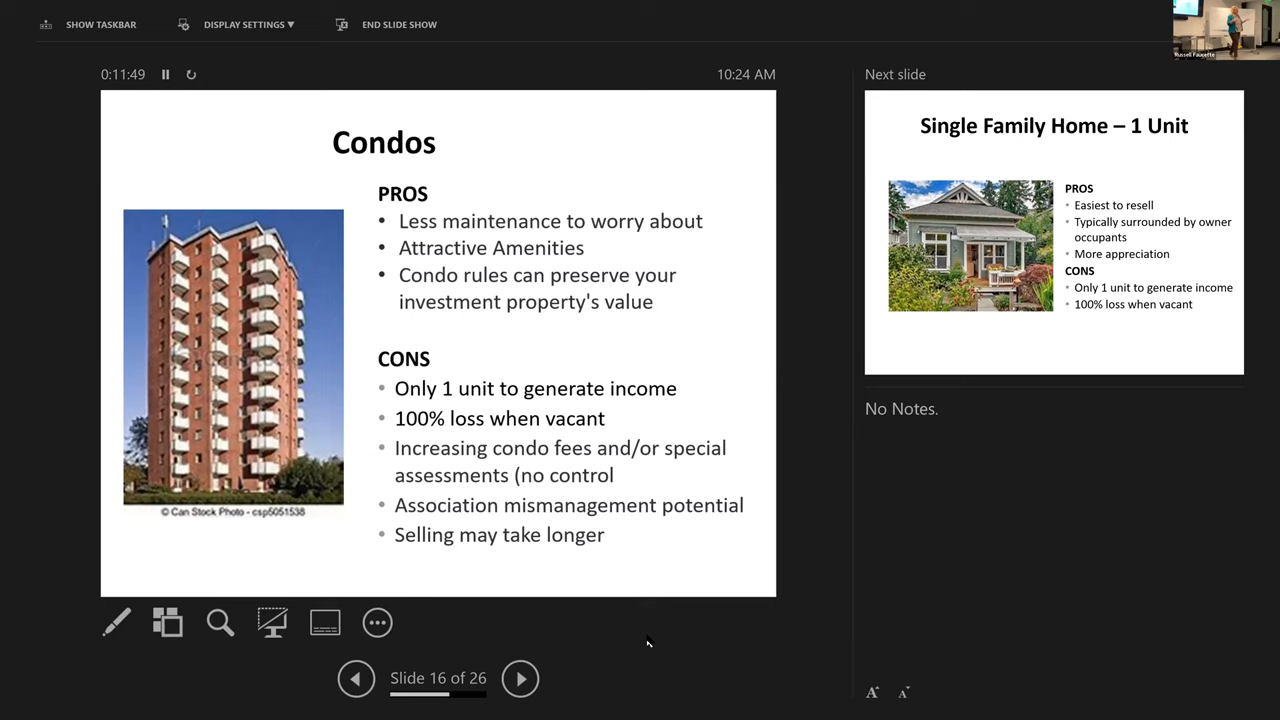 SHOW TASKBAR
DISPLAY SETTINGS ▼
END SLIDE SHOW
Russell Faucette
0:11:49
10:24 AM
Condos
PROS
• Less maintenance to worry about
• Attractive Amenities
• Condo rules can preserve your
investment property's value
CONS
• Only 1 unit to generate income
• 100% loss when vacant
• Increasing condo fees and/or special
assessments (no control
• Association mismanagement potential
• Selling may take longer
© Can Stock Photo - csp5051538
Slide 16 of 26
Next slide
Single Family Home – 1 Unit
PROS
• Easiest to resell
• Typically surrounded by owner
occupants
• More appreciation
CONS
• Only 1 unit to generate income
• 100% loss when vacant
No Notes.
A A